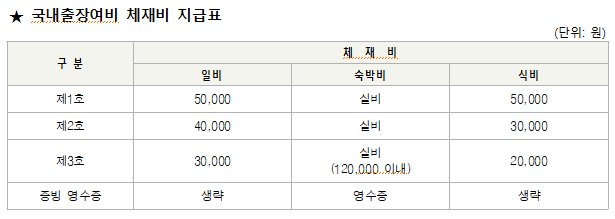 ★ 국내출장여비 체재비 지급표
(단위: 원)
구 분 체 재 비
일비 숙박비 식비
제1호 50,000 실비 50,000
제2호 40,000 실비 30,000
제3호 30,000 실비 (120,000 이내) 20,000
증빙 영수증 생략 영수증 생략